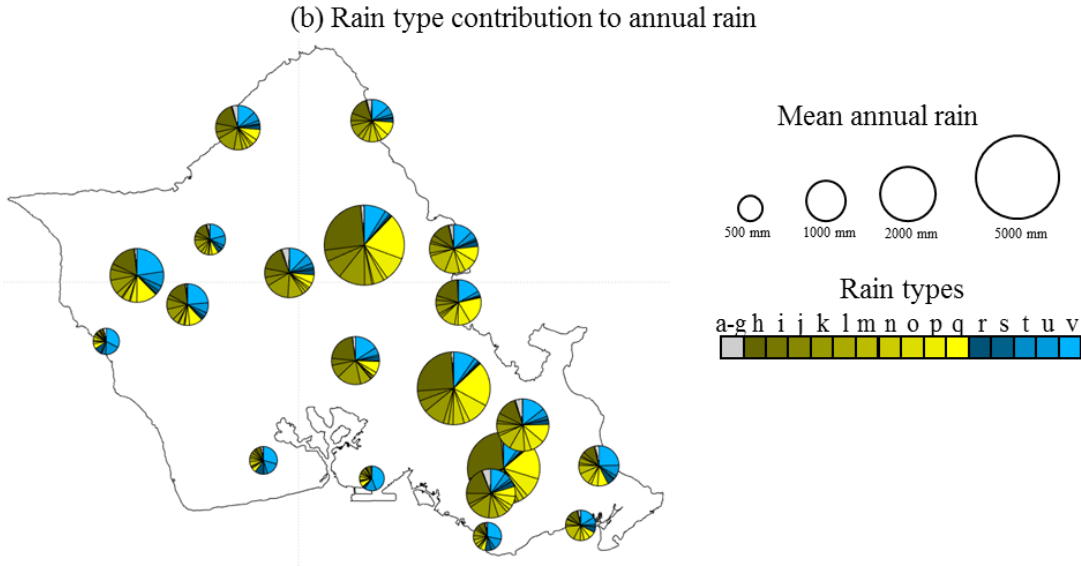 (b) Rain type contribution to annual rain
Mean annual rain
500 mm 1000 mm 2000 mm 5000 mm
Rain types
a-g h i j k l m n o p q r s t u v